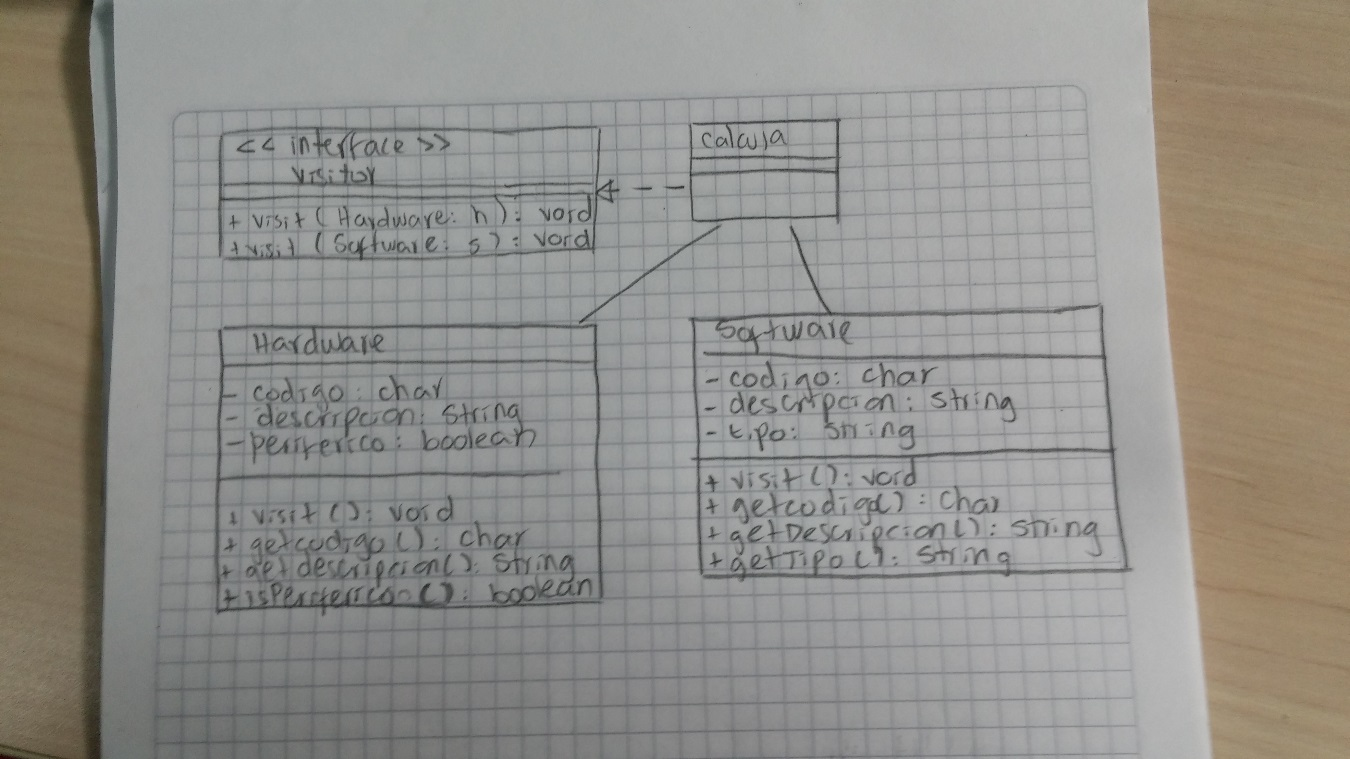 << interface >>
visitor
+ visit (Hardware: h): void
+ visit (Software: s): void
calcula
Hardware
- codigo: char
- descripcion: String
- periferico: boolean
+ visit (): void
+ getcodigo(): char
+ getdescripcion(): String
(): boolean
Software
- codigo: char
- descripcion: string
- tipo: string
+ visit(): void
+ getcodigo(): char
+ getDescripcion(): string
+ getTipo(): string